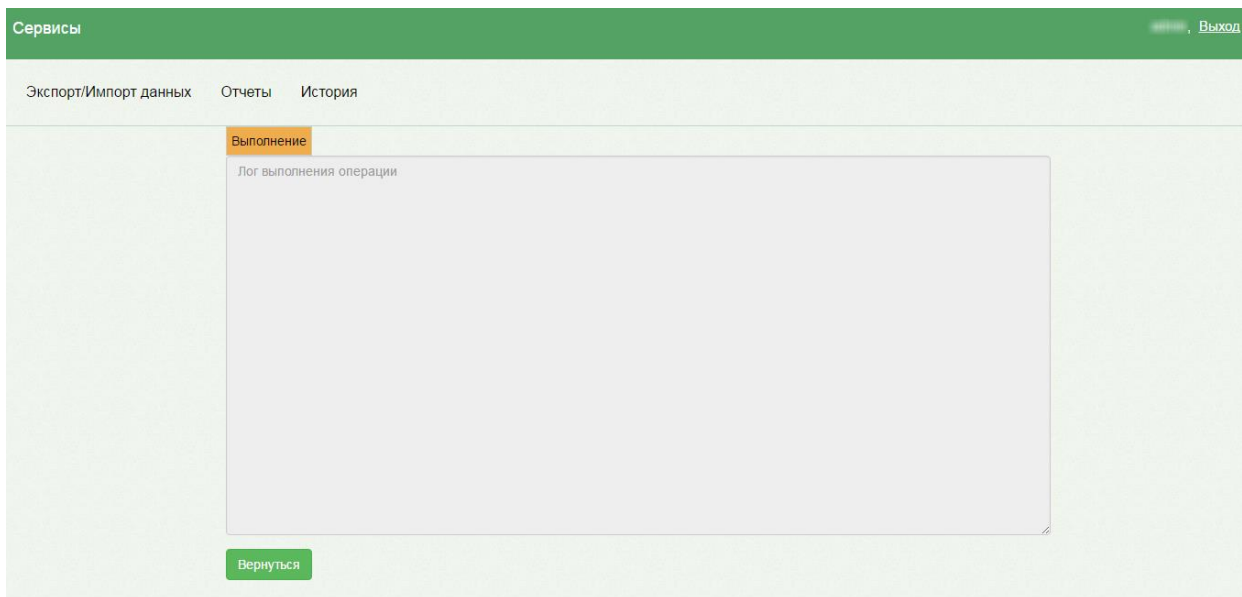 Сервисы
, Выход
Экспорт/Импорт данных Отчеты История
Выполнение
Лог выполнения операции
Вернуться